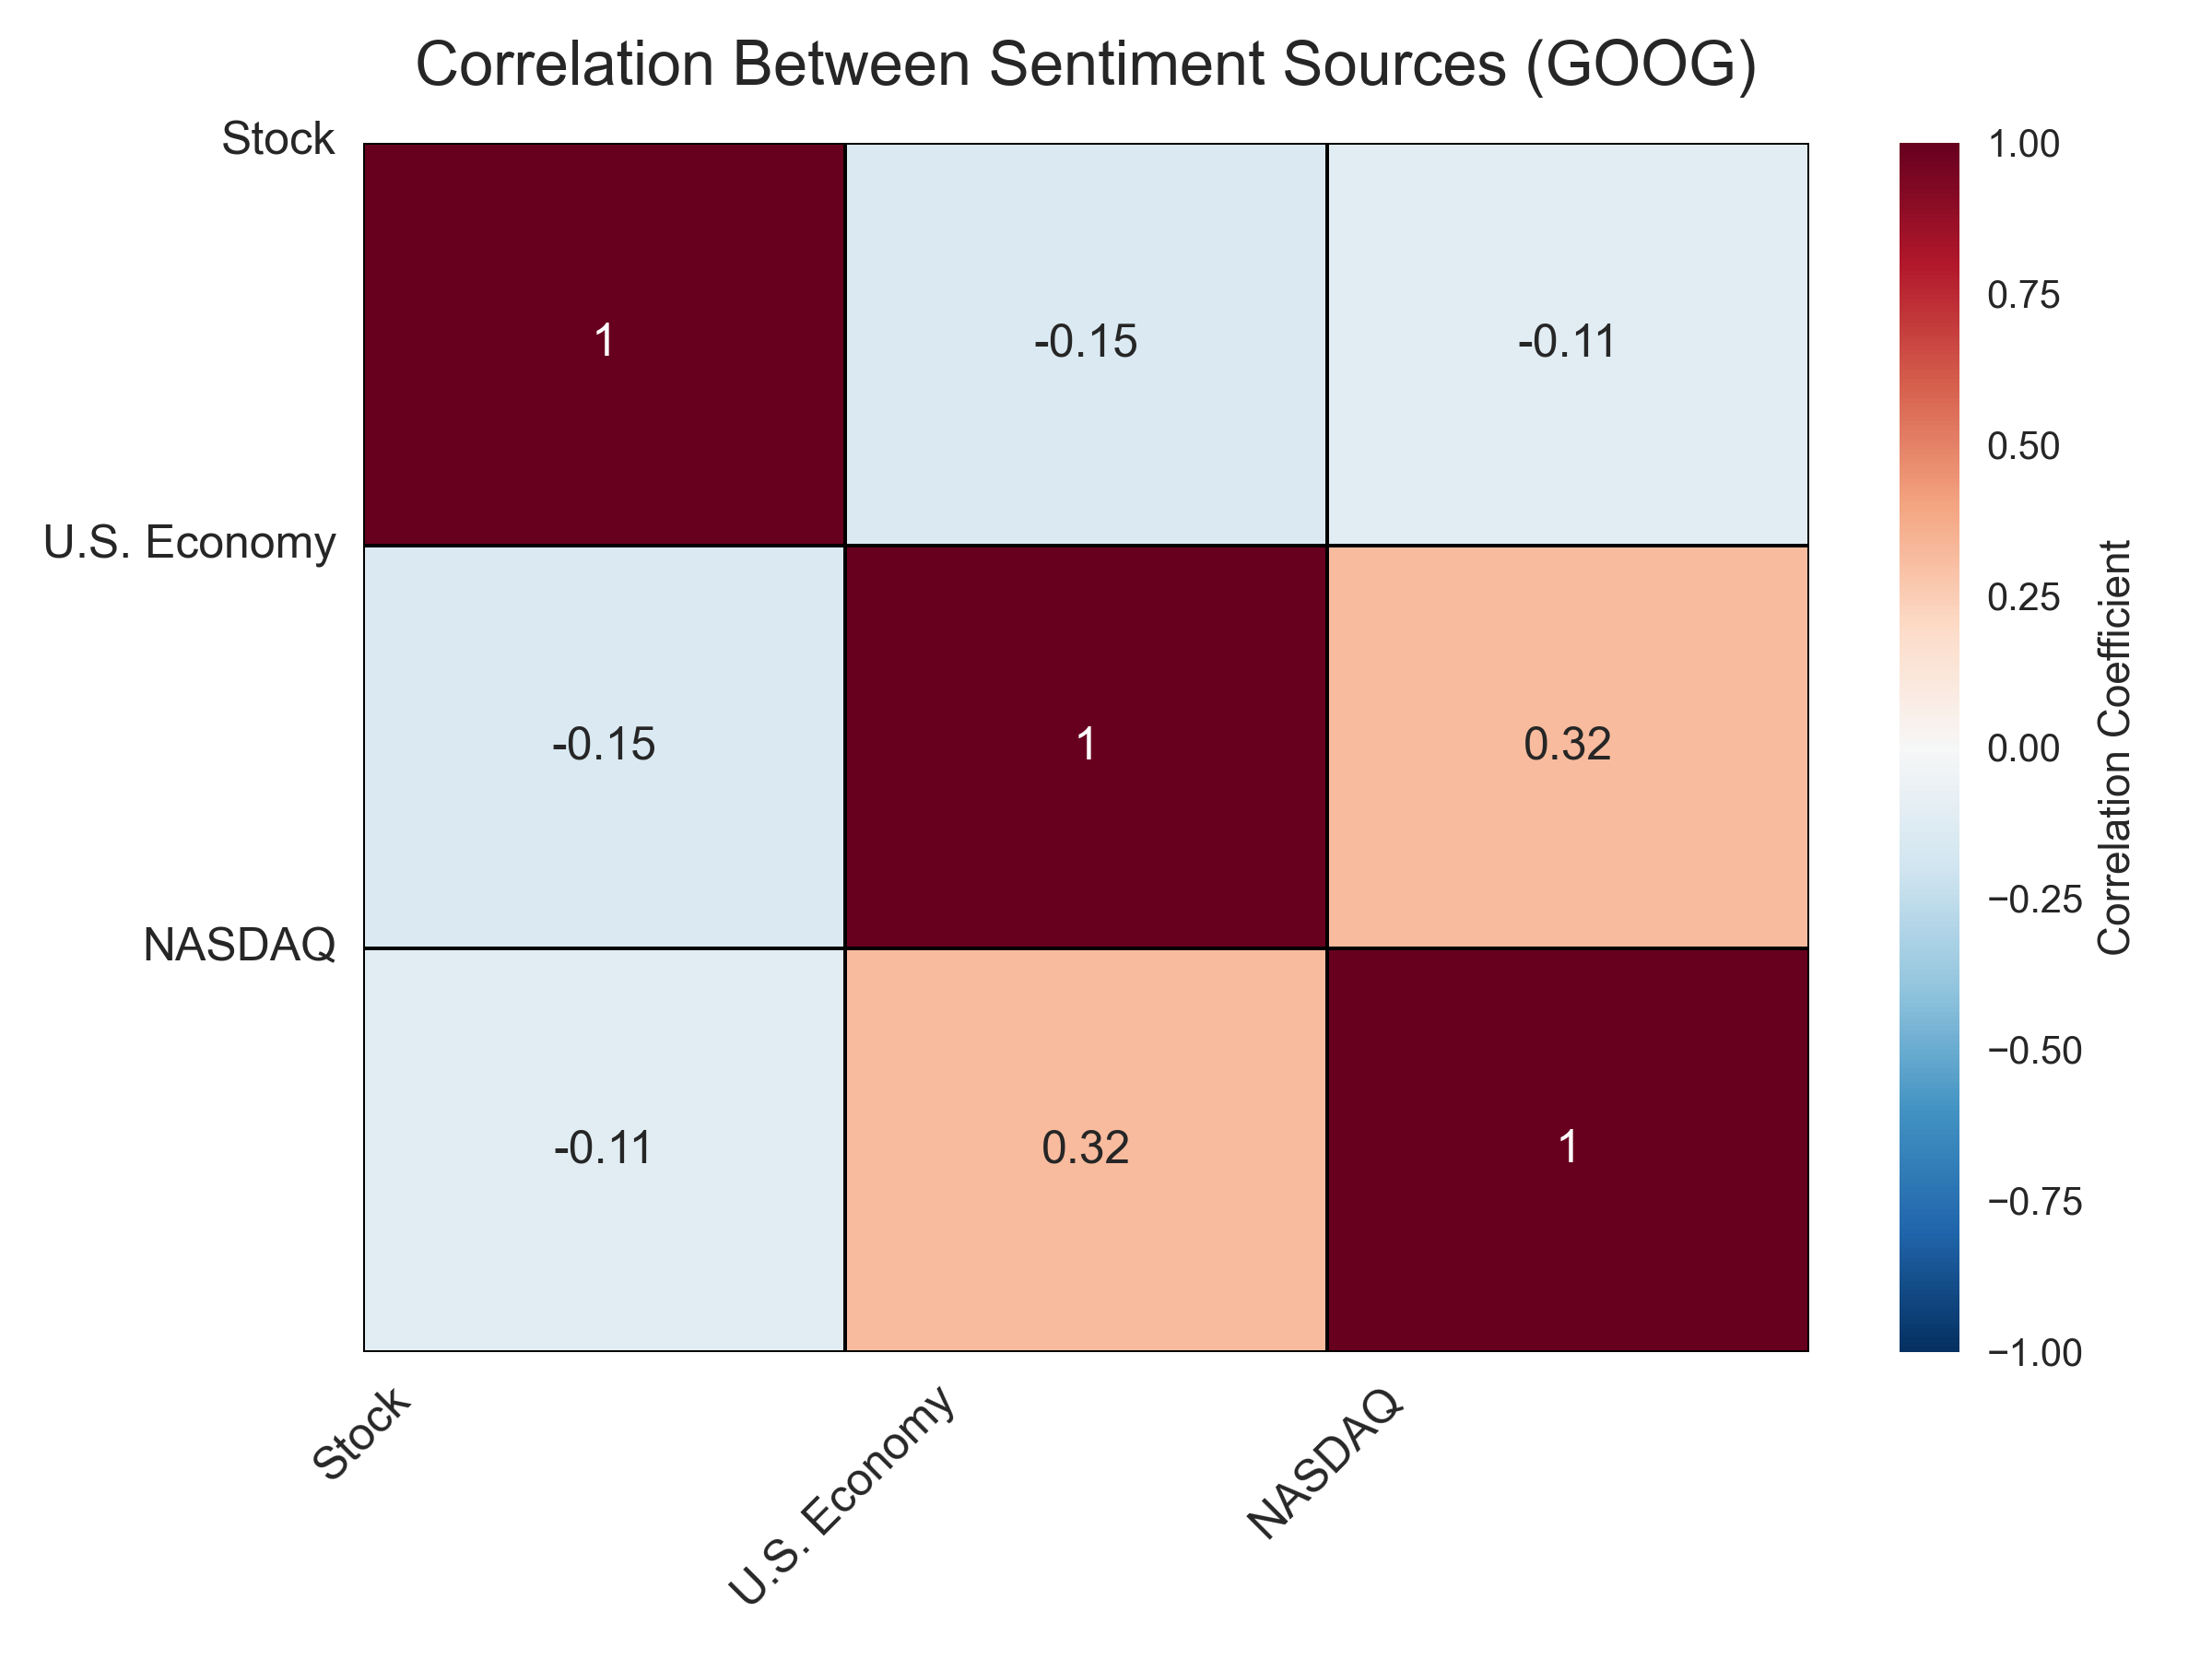 Correlation Between Sentiment Sources (GOOG)
Stock
U.S. Economy
NASDAQ
1 -0.15 -0.11
-0.15 1 0.32
-0.11 0.32 1
Stock
U.S. Economy
NASDAQ
1.00
0.75
0.50
0.25
0.00
−0.25
−0.50
−0.75
−1.00
Correlation Coefficient